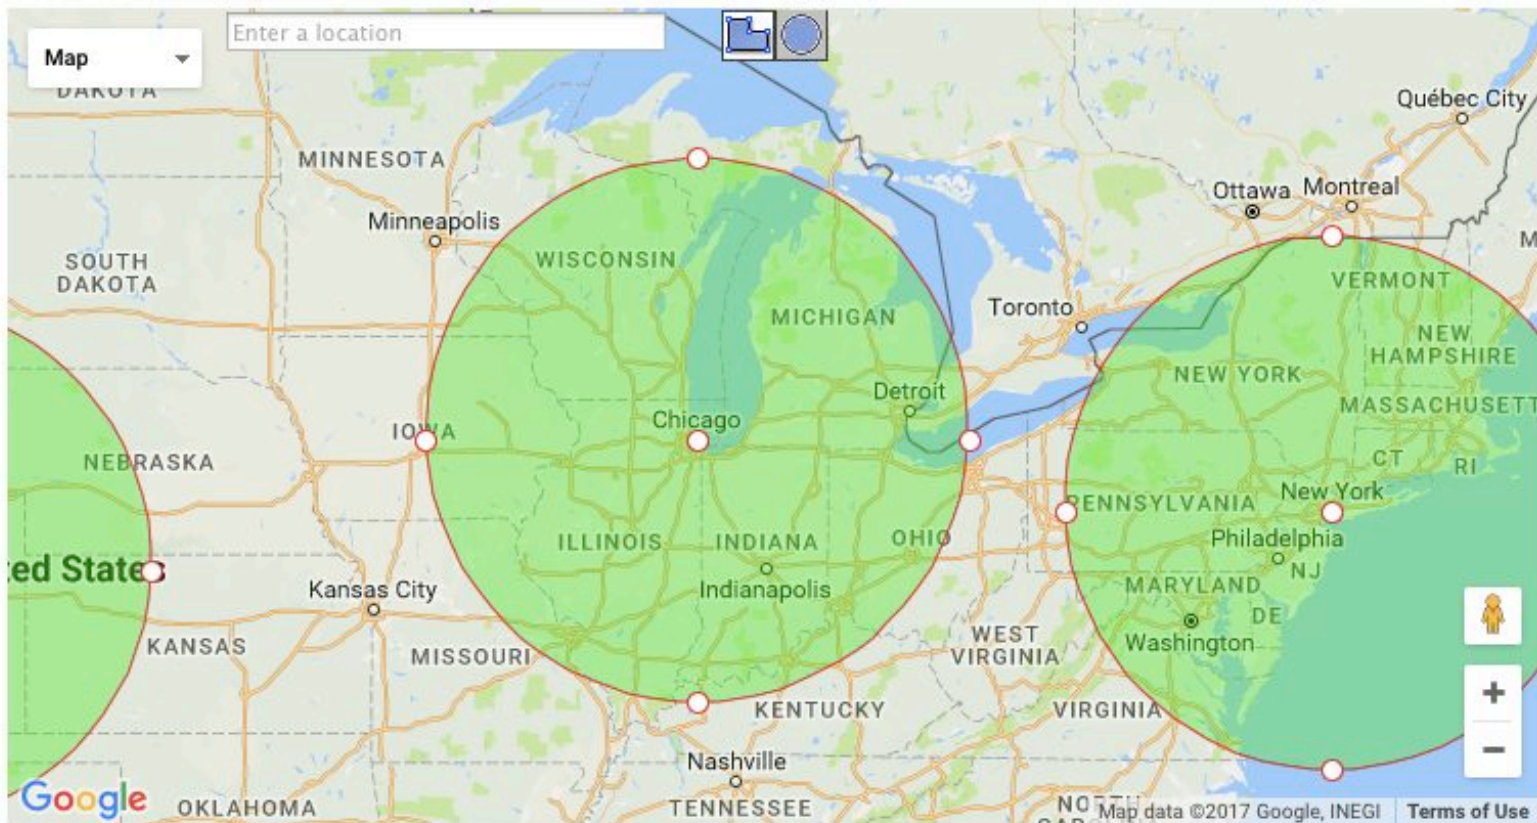 Enter a location
Map
DAKOTA
Québec City
MINNESOTA
Ottawa
Montreal
Minneapolis
SOUTH
DAKOTA
WISCONSIN
VERMONT
MICHIGAN
Toronto
NEW
HAMPSHIRE
NEW YORK
Detroit
MASSACHUSETT
Chicago
IOWA
NEBRASKA
CT
RI
PENNSYLVANIA
New York
ILLINOIS
INDIANA
OHIO
Philadelphia
NJ
ted States
Kansas City
Indianapolis
MARYLAND
DE
KANSAS
MISSOURI
WEST
VIRGINIA
Washington
KENTUCKY
VIRGINIA
Nashville
Google
OKLAHOMA
TENNESSEE
NORTH
Map data ©2017 Google, INEGI
Terms of Use